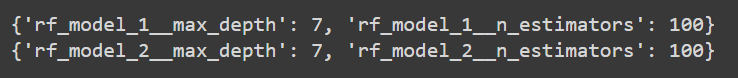 {'rf_model_1__max_depth': 7, 'rf_model_1__n_estimators': 100}
{'rf_model_2__max_depth': 7, 'rf_model_2__n_estimators': 100}